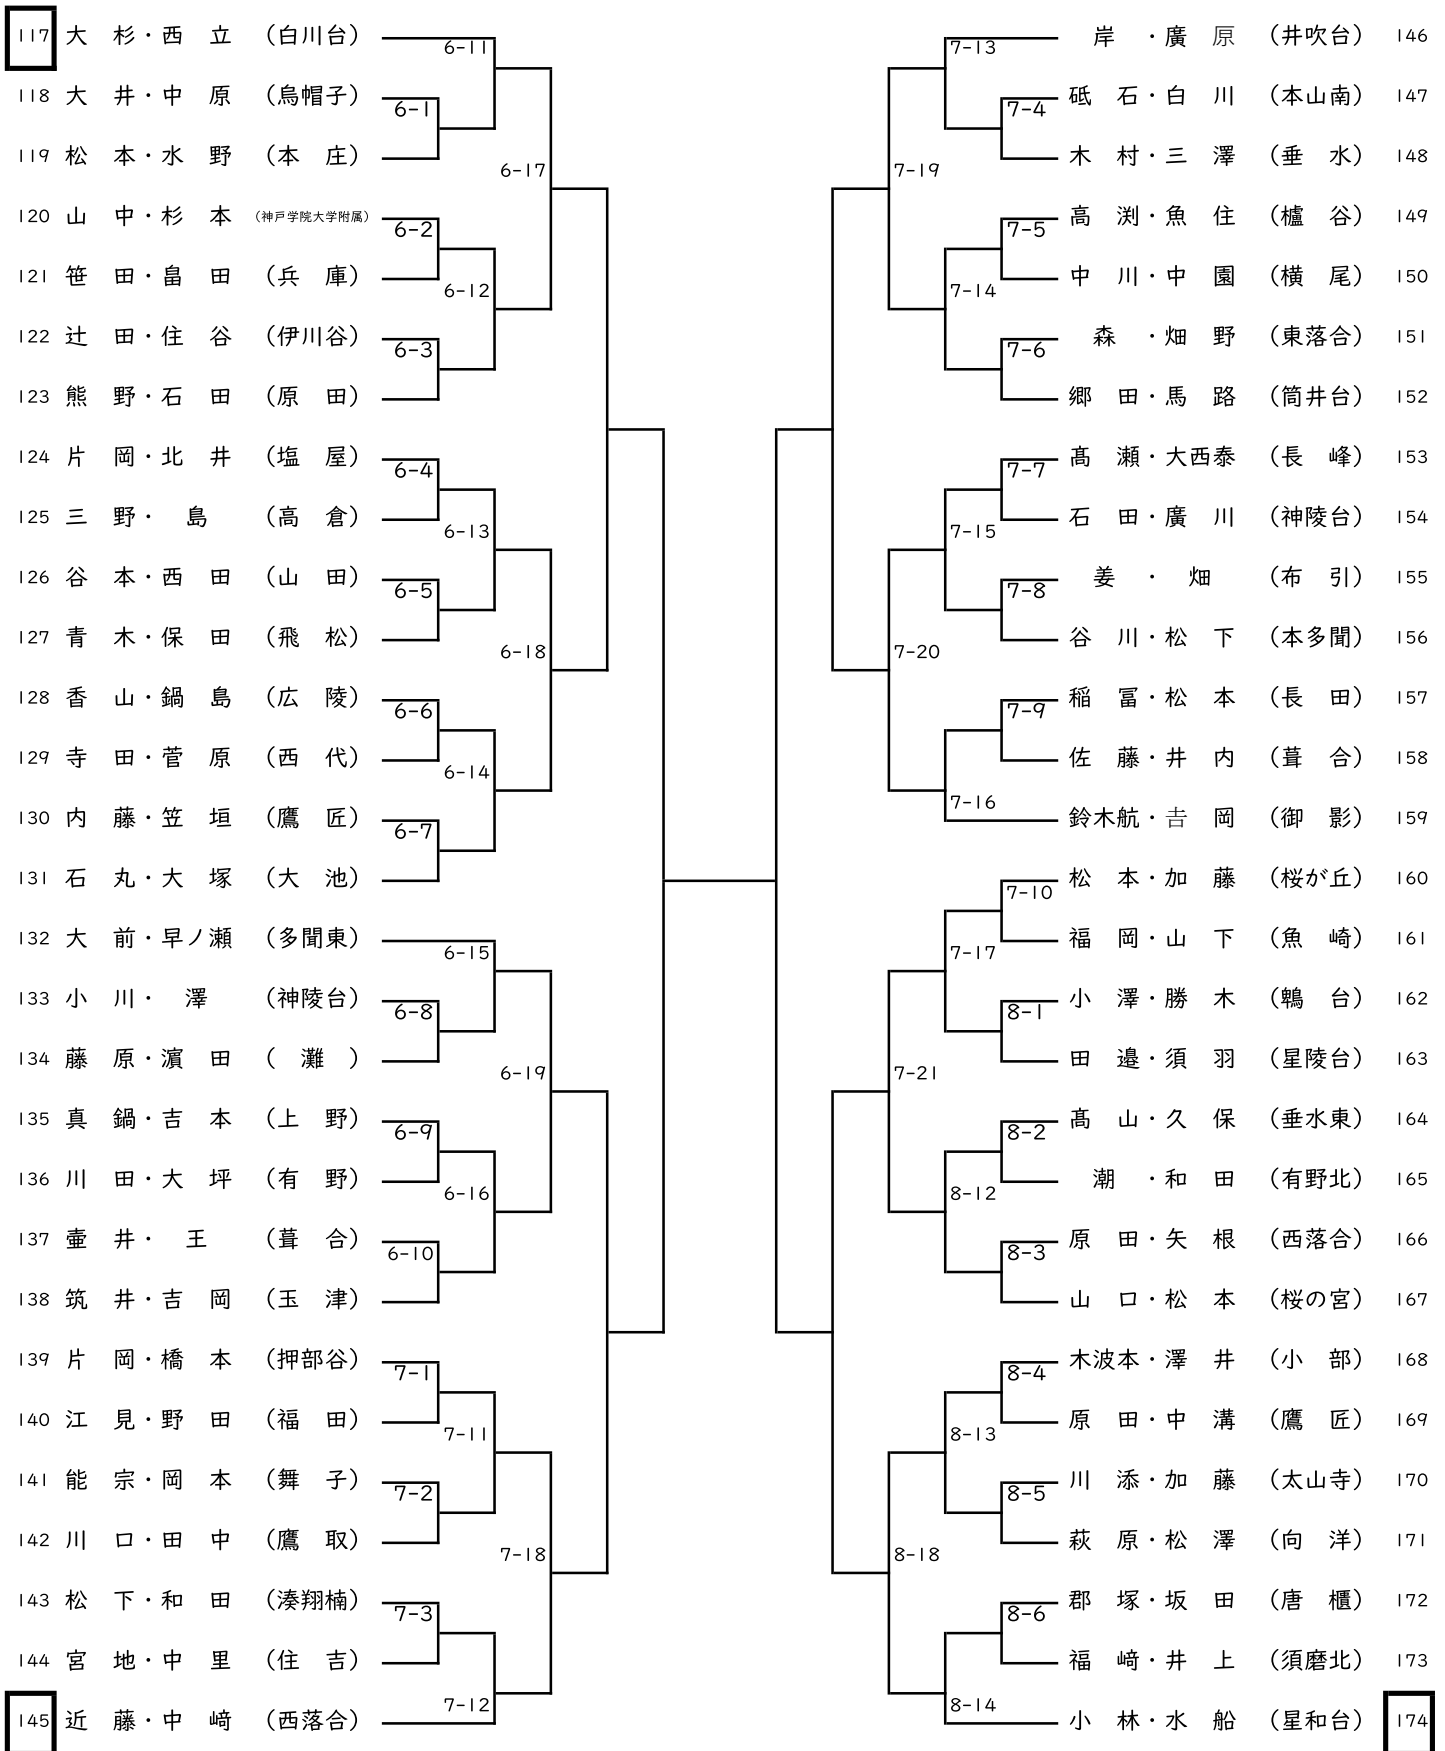 117 大 杉・西 立 (白川台)
118 大 井・中 原 (烏帽子)
119 松 本・水 野 (本 庄)
120 山 中・杉 本 (神戸学院大学附属)
121 笹 田・畠 田 (兵 庫)
122 辻 田・住 谷 (伊川谷)
123 熊 野・石 田 (原 田)
124 片 岡・北 井 (塩 屋)
125 三 野・ 島 (高 倉)
126 谷 本・西 田 (山 田)
127 青 木・保 田 (飛 松)
128 香 山・鍋 島 (広 陵)
129 寺 田・菅 原 (西 代)
130 内 藤・笠 垣 (鷹 匠)
131 石 丸・大 塚 (大 池)
132 大 前・早ノ瀬 (多聞東)
133 小 川・ 澤 (神陵台)
134 藤 原・濵 田 ( 灘 )
135 真 鍋・吉 本 (上 野)
136 川 田・大 坪 (有 野)
137 壷 井・ 王 (葺 合)
138 筑 井・吉 岡 (玉 津)
139 片 岡・橋 本 (押部谷)
140 江 見・野 田 (福 田)
141 能 宗・岡 本 (舞 子)
142 川 口・田 中 (鷹 取)
143 松 下・和 田 (湊翔楠)
144 宮 地・中 里 (住 吉)
145 近 藤・中 﨑 (西落合)
6-11
6-1
6-17
6-2
6-12
6-3
6-4
6-13
6-5
6-18
6-6
6-14
6-7
6-15
6-8
6-19
6-9
6-16
6-10
7-1
7-11
7-2
7-18
7-3
7-12
7-13
7-4
7-19
7-5
7-14
7-6
7-7
7-15
7-8
7-20
7-9
7-16
7-10
7-17
8-1
7-21
8-2
8-12
8-3
8-4
8-13
8-5
8-18
8-6
8-14
岸 ・廣 原 (井吹台) 146
砥 石・白 川 (本山南) 147
木 村・三 澤 (垂 水) 148
高 渕・魚 住 (櫨 谷) 149
中 川・中 園 (横 尾) 150
森 ・畑 野 (東落合) 151
郷 田・馬 路 (筒井台) 152
髙 瀬・大西泰 (長 峰) 153
石 田・廣 川 (神陵台) 154
姜 ・ 畑 (布 引) 155
谷 川・松 下 (本多聞) 156
稲 冨・松 本 (長 田) 157
佐 藤・井 内 (葺 合) 158
鈴木航・𠮷 岡 (御 影) 159
松 本・加 藤 (桜が丘) 160
福 岡・山 下 (魚 崎) 161
小 澤・勝 木 (鵯 台) 162
田 邉・須 羽 (星陵台) 163
髙 山・久 保 (垂水東) 164
潮 ・和 田 (有野北) 165
原 田・矢 根 (西落合) 166
山 口・松 本 (桜の宮) 167
木波本・澤 井 (小 部) 168
原 田・中 溝 (鷹 匠) 169
川 添・加 藤 (太山寺) 170
萩 原・松 澤 (向 洋) 171
郡 塚・坂 田 (唐 櫃) 172
福 﨑・井 上 (須磨北) 173
小 林・水 船 (星和台) 174